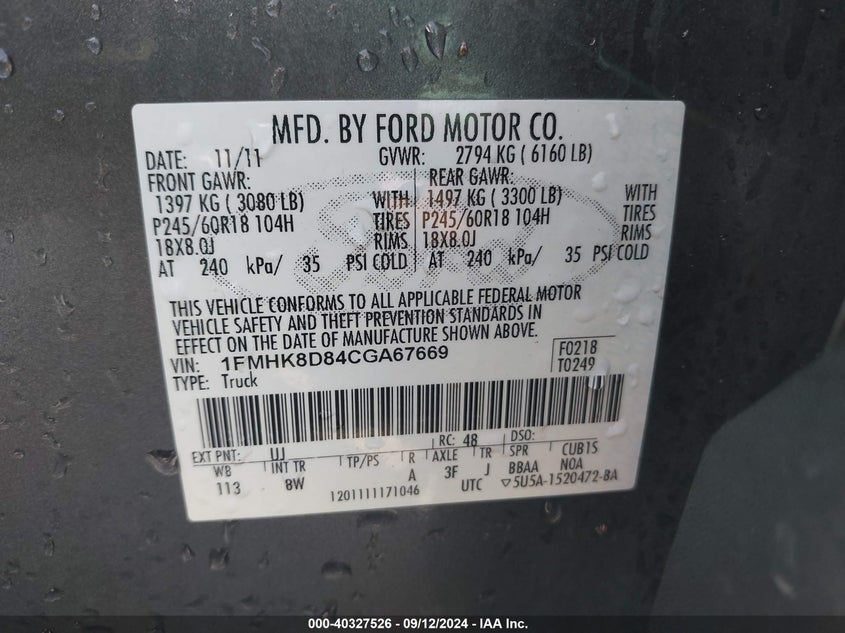 MFD. BY FORD MOTOR CO.
DATE: 11/11 GVWR: 2794 KG ( 6160 LB)
FRONT GAWR: REAR GAWR:
1397 KG ( 3080 LB) WITH 1497 KG ( 3300 LB) WITH
P245/60R18 104H TIRES P245/60R18 104H TIRES
18X8.0J RIMS 18X8.0J RIMS
AT 240 kPa/ 35 PSI COLD AT 240 kPa/ 35 PSI COLD
THIS VEHICLE CONFORMS TO ALL APPLICABLE FEDERAL MOTOR
VEHICLE SAFETY AND THEFT PREVENTION STANDARDS IN
EFFECT ON THE DATE OF MANUFACTURE SHOWN ABOVE.
VIN: 1FMHK8D84CGA67669 F0218
TYPE: Truck T0249
EXT PNT: UJ RC: 48 DSO:
WB INT TR TP/PS R AXLE TR SPR CUB1S
113 8W A 3F J BBAA NOA
1201111171046 UTC ▽5U5A-1520472-BA
000-40327526 - 09/12/2024 - IAA Inc.